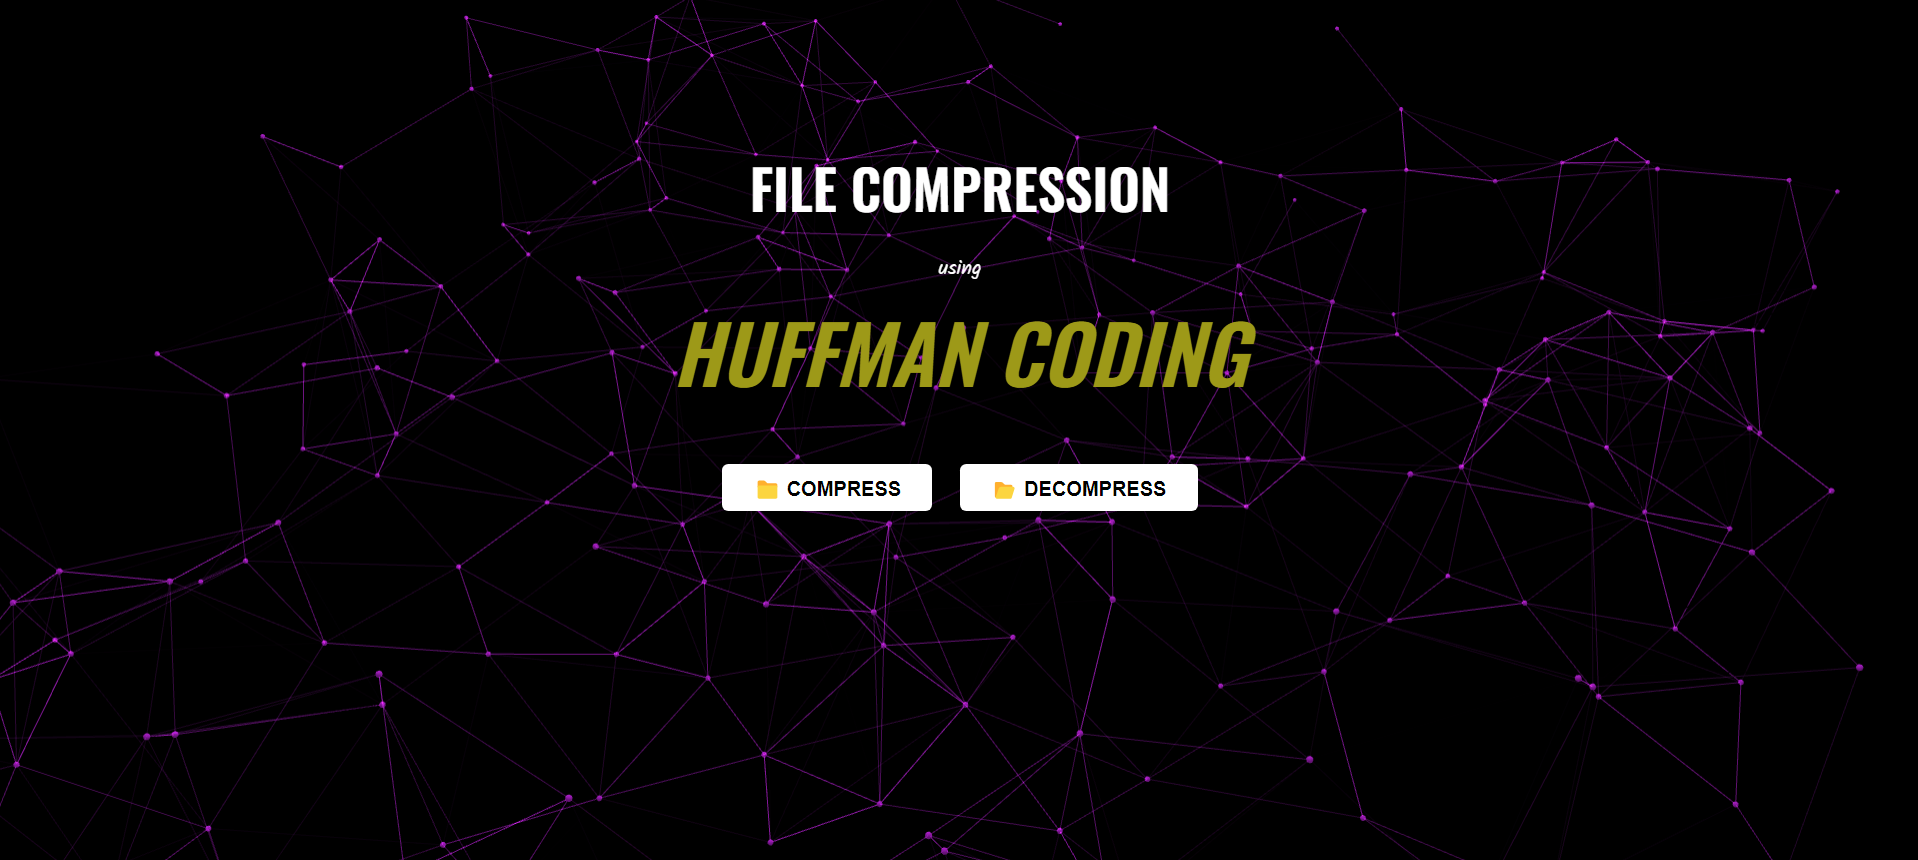 FILE COMPRESSION
using
HUFFMAN CODING
COMPRESS
DECOMPRESS